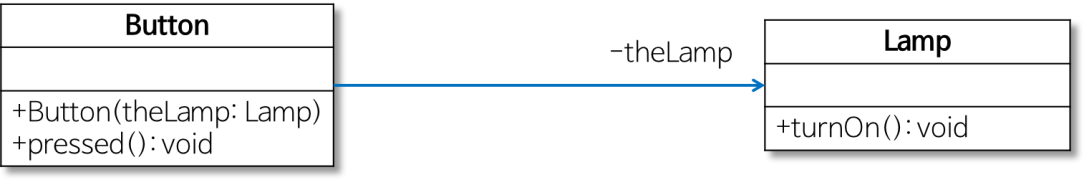 Button
+Button(theLamp: Lamp)
+pressed(): void
-theLamp
Lamp
+turnOn(): void